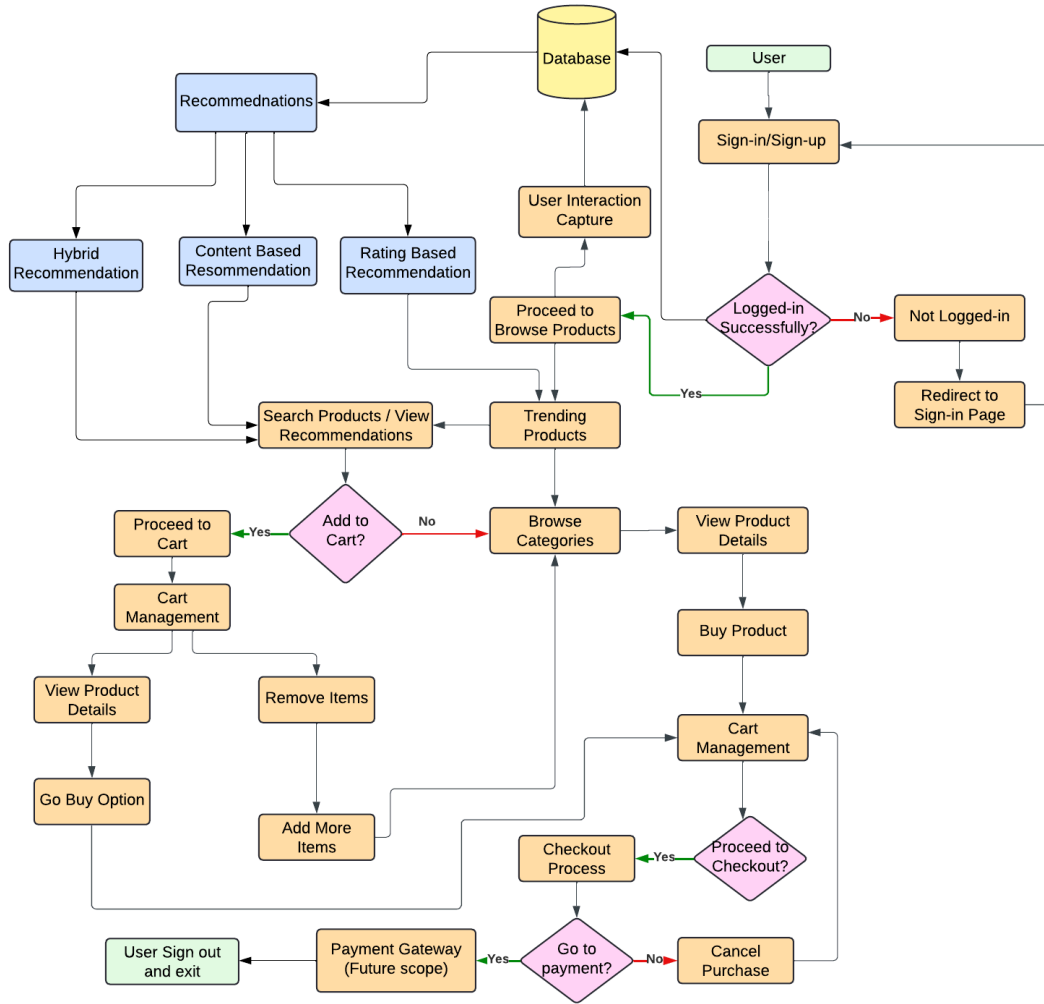 Database
User
Recommednations
Sign-in/Sign-up
User Interaction
Capture
Hybrid
Recommendation
Content Based
Resommendation
Rating Based
Recommendation
Proceed to
Browse Products
Logged-in
Successfully?
No
Not Logged-in
Yes
Redirect to
Sign-in Page
Search Products / View
Recommendations
Trending
Products
Proceed to
Cart
Yes
Add to
Cart?
No
Browse
Categories
View Product
Details
Cart
Management
Buy Product
View Product
Details
Remove Items
Cart
Management
Go Buy Option
Add More
Items
Checkout
Process
Yes
Proceed to
Checkout?
User Sign out
and exit
Payment Gateway
(Future scope)
Yes
Go to
payment?
No
Cancel
Purchase